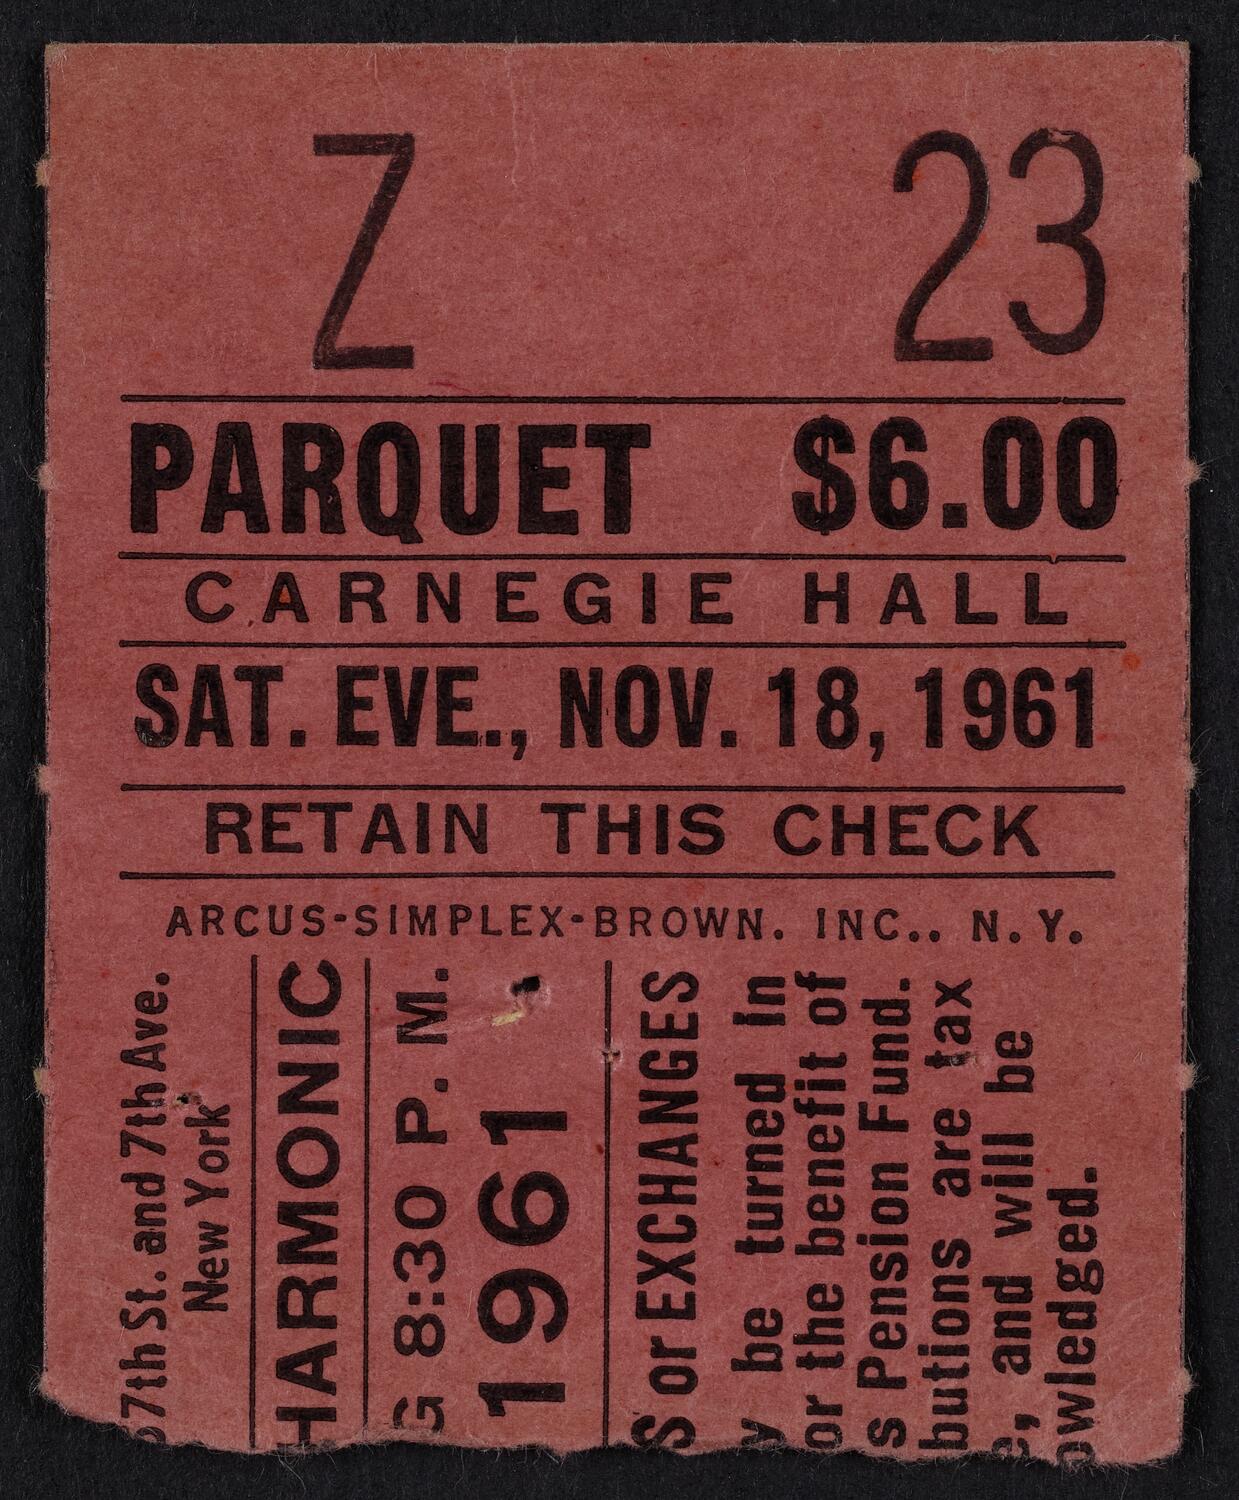 Z 23
PARQUET $6.00
CARNEGIE HALL
SAT. EVE., NOV. 18, 1961
RETAIN THIS CHECK
ARCUS-SIMPLEX-BROWN. INC.. N. Y.
7th St. and 7th Ave.
New York
HARMONIC
G 8:30 P. M.
1961
S or EXCHANGES
y be turned in
or the benefit of
s Pension Fund.
butions are tax
e, and will be
owledged.